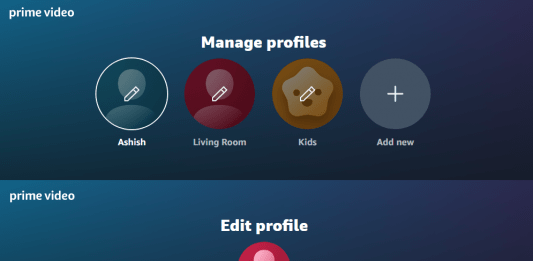 prime video
Manage profiles
Ashish
Living Room
Kids
Add new
prime video
Edit profile